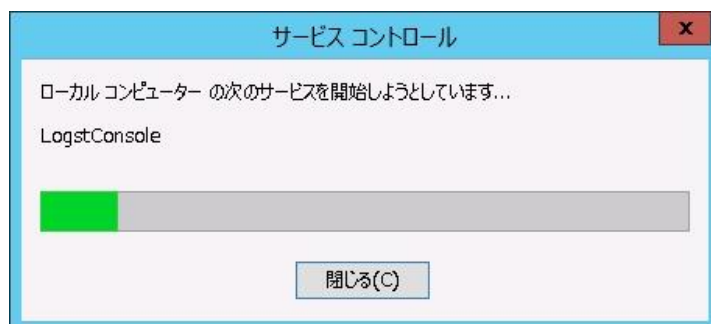 サービス コントロール
x
ローカル コンピューター の次のサービスを開始しようとしています...
LogstConsole
閉じる(C)